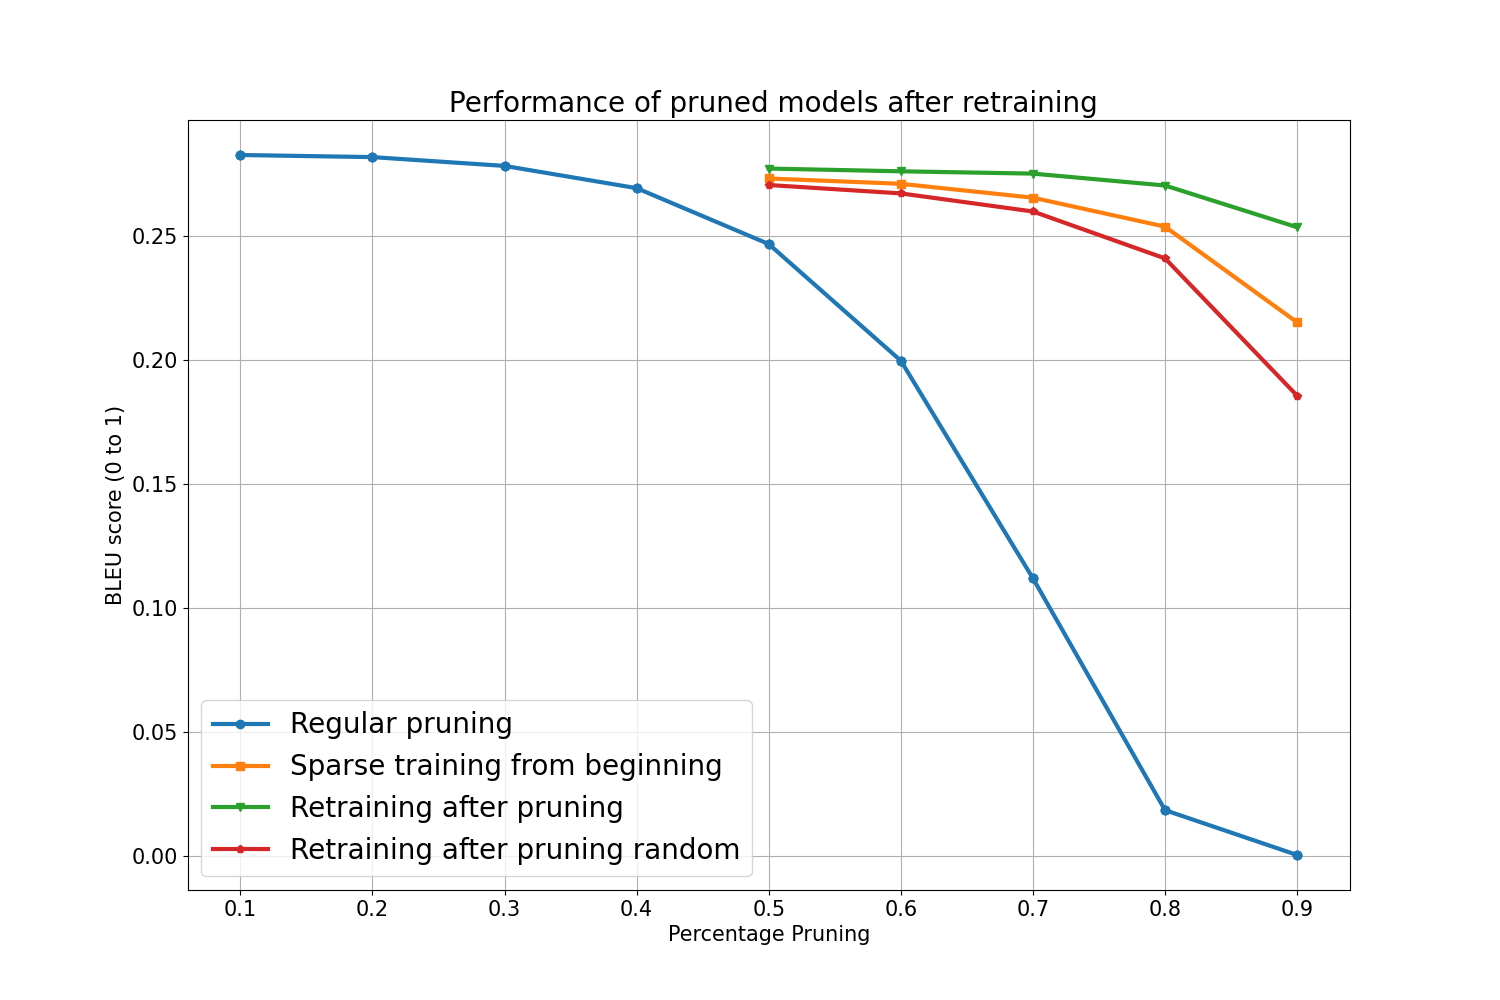 Performance of pruned models after retraining
BLEU score (0 to 1)
0.25
0.20
0.15
0.10
0.05
0.00
Regular pruning
Sparse training from beginning
Retraining after pruning
Retraining after pruning random
0.1 0.2 0.3 0.4 0.5 0.6 0.7 0.8 0.9
Percentage Pruning